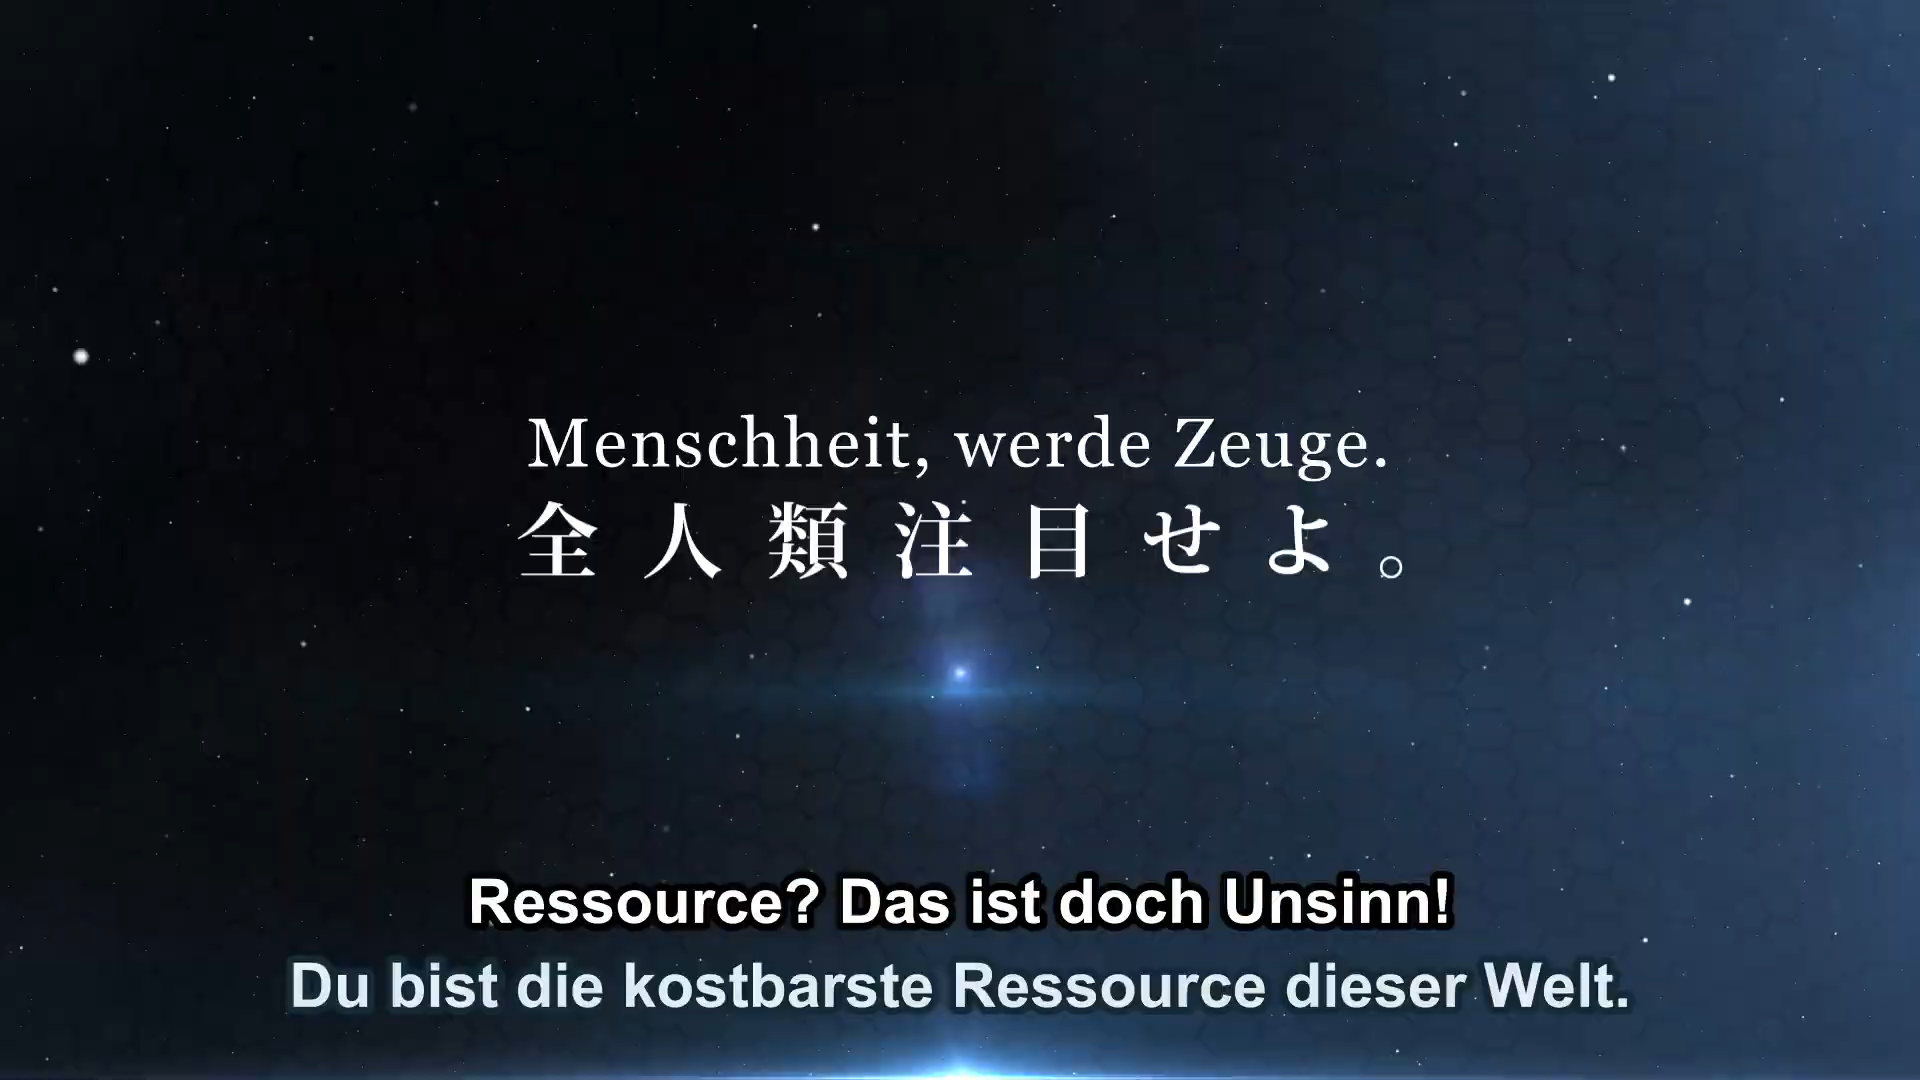 Menschheit, werde Zeuge.
全人類注目せよ。
Ressource? Das ist doch Unsinn!
Du bist die kostbarste Ressource dieser Welt.